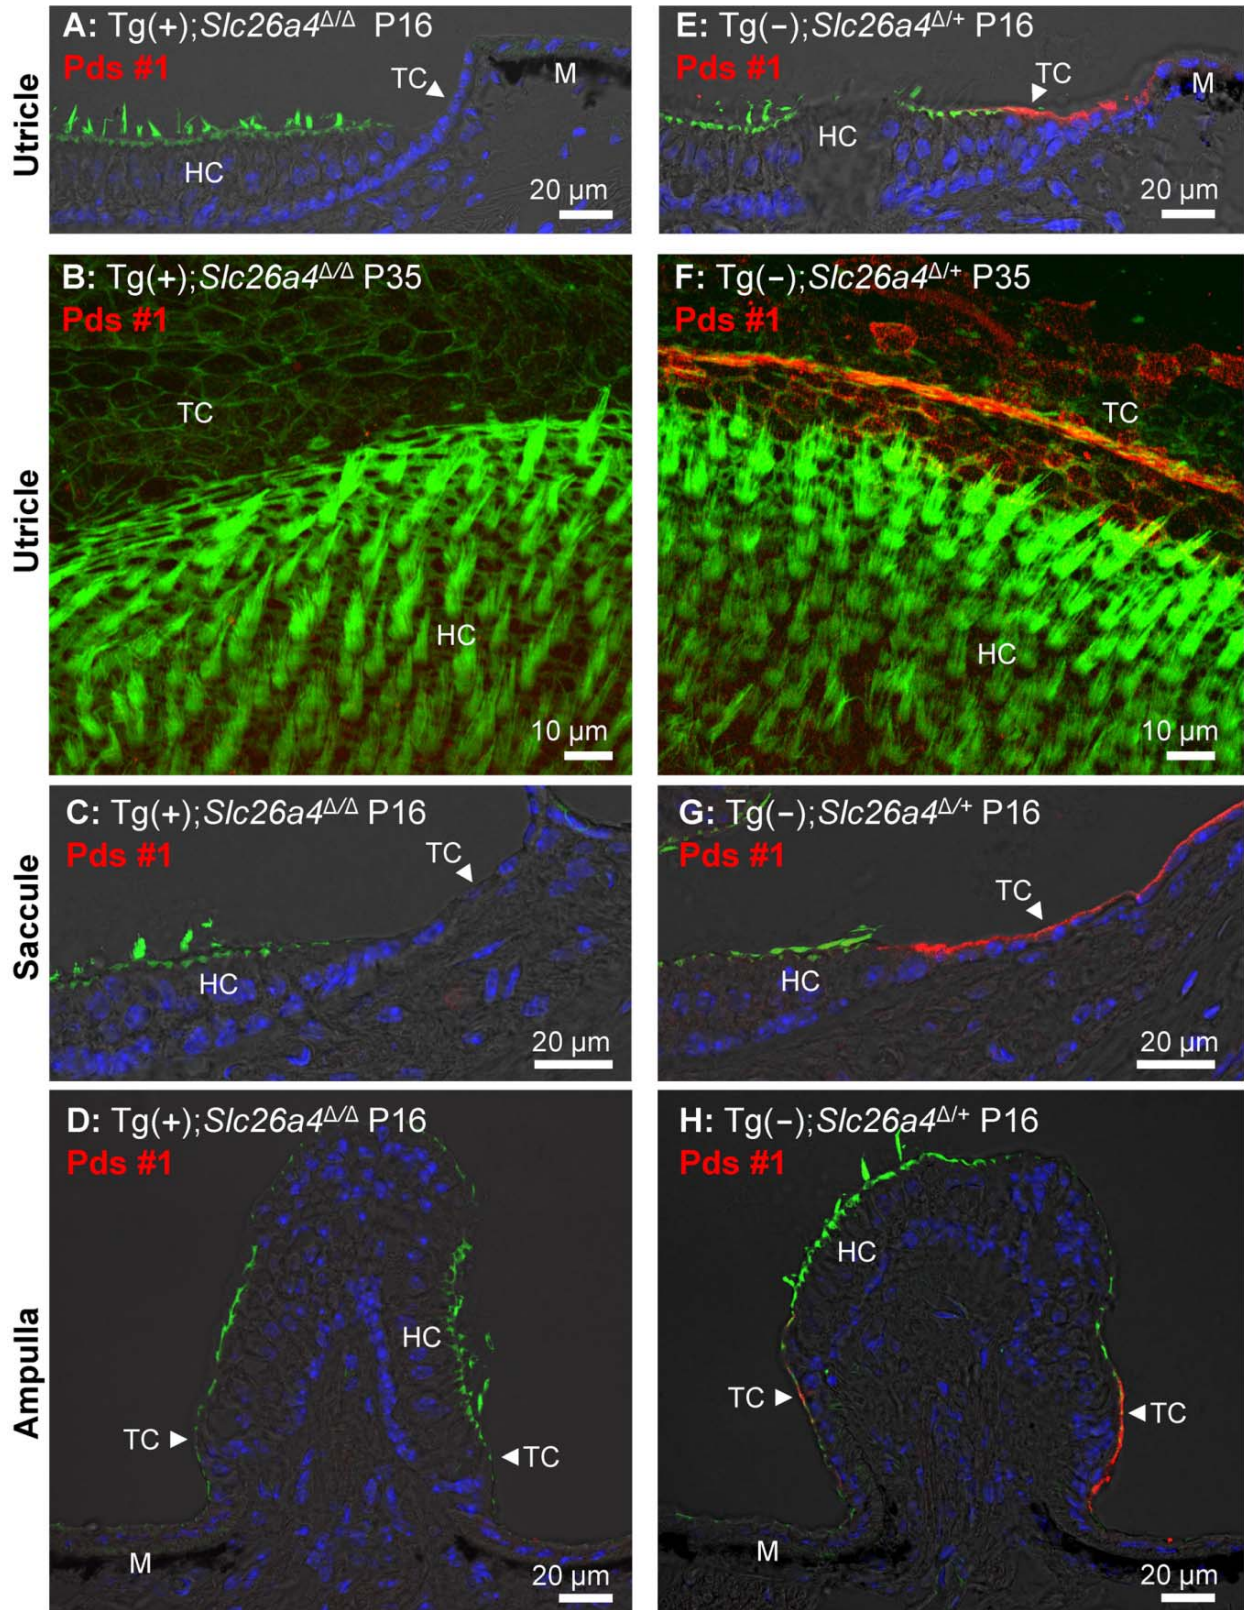 Utricle
A: Tg(+);Slc26a4Δ/Δ P16
Pds #1
TC
M
HC
20 µm
E: Tg(−);Slc26a4Δ/+ P16
Pds #1
TC
M
HC
20 µm
Utricle
B: Tg(+);Slc26a4Δ/Δ P35
Pds #1
TC
HC
10 µm
F: Tg(−);Slc26a4Δ/+ P35
Pds #1
TC
HC
10 µm
Saccule
C: Tg(+);Slc26a4Δ/Δ P16
Pds #1
TC
HC
20 µm
G: Tg(−);Slc26a4Δ/+ P16
Pds #1
TC
HC
20 µm
Ampulla
D: Tg(+);Slc26a4Δ/Δ P16
Pds #1
HC
TC
TC
M
20 µm
H: Tg(−);Slc26a4Δ/+ P16
Pds #1
HC
TC
TC
M
20 µm